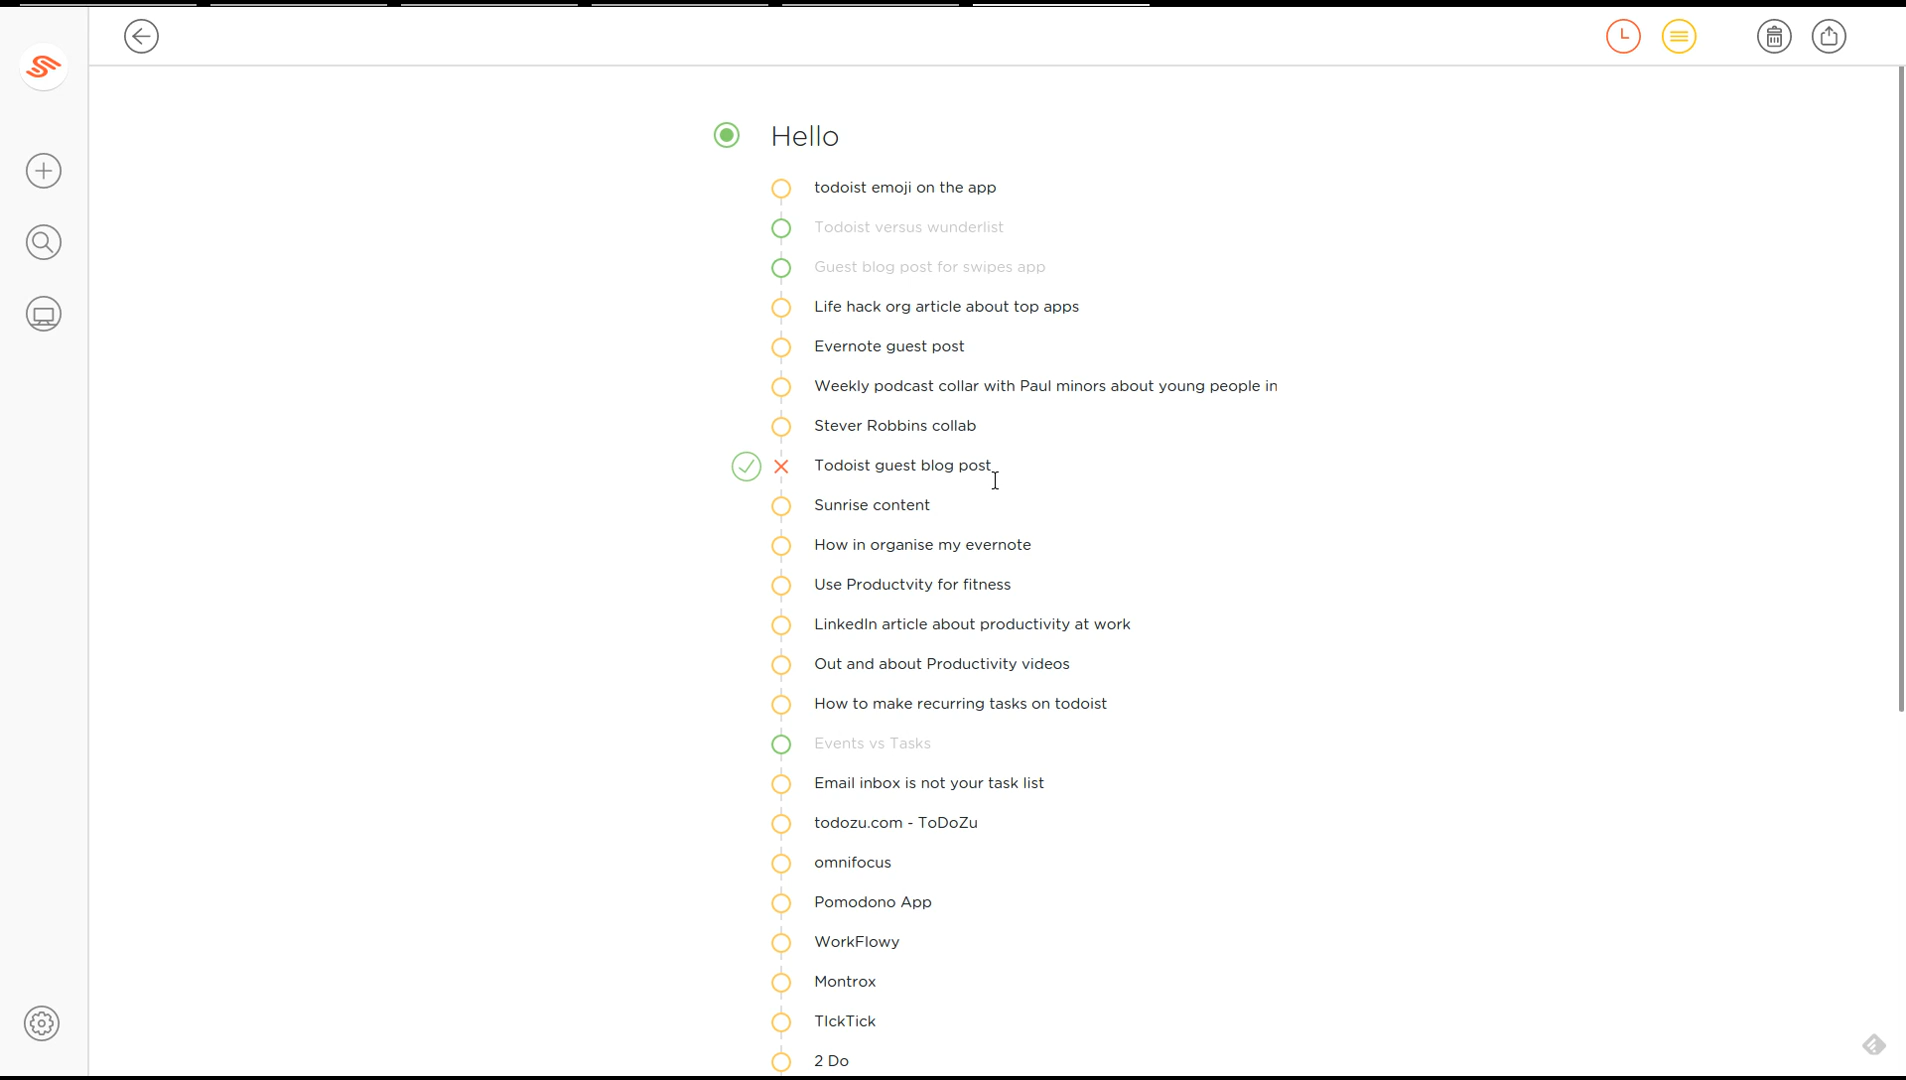 Hello
todoist emoji on the app
Todoist versus wunderlist
Guest blog post for swipes app
Life hack org article about top apps
Evernote guest post
Weekly podcast collar with Paul minors about young people in
Stever Robbins collab
Todoist guest blog post
Sunrise content
How in organise my evernote
Use Productvity for fitness
LinkedIn article about productivity at work
Out and about Productivity videos
How to make recurring tasks on todoist
Events vs Tasks
Email inbox is not your task list
todozu.com - ToDoZu
omnifocus
Pomodono App
WorkFlowy
Montrox
TIckTick
2 Do